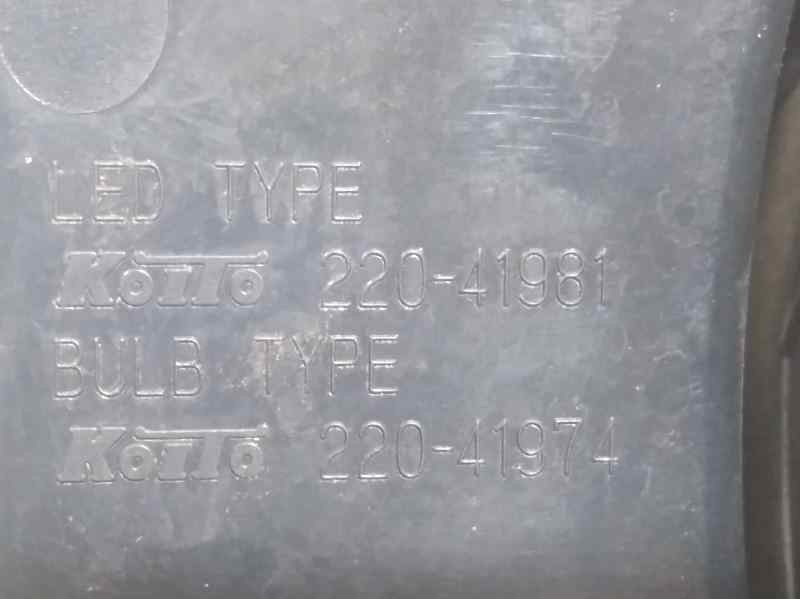 LED TYPE
KOITO 220-41981
BULB TYPE
KOITO 220-41974